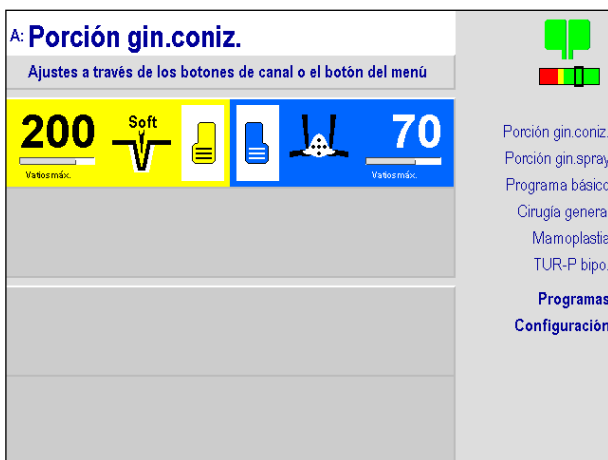 A: Porción gin.coniz.
Ajustes a través de los botones de canal o el botón del menú
200 Soft 70
Vatios máx. Vatios máx.
Porción gin.coniz.
Porción gin.spray
Programa básico
Cirugía genera
Mamoplastia
TUR-P bipo.
Programas
Configuración